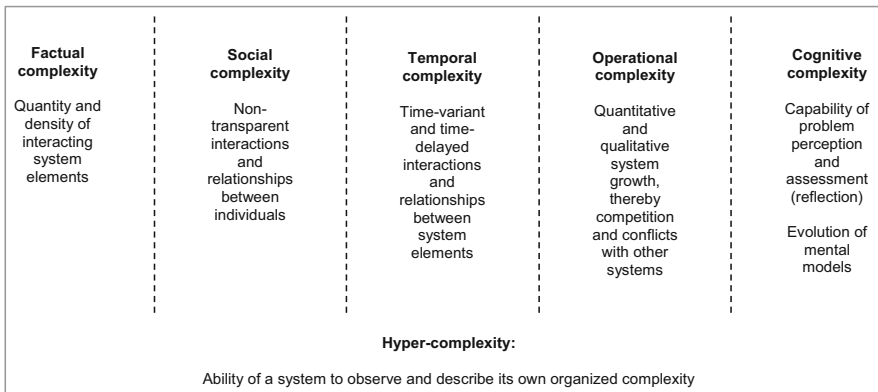 Factual
complexity
Quantity and
density of
interacting
system
elements
Social
complexity
Non-
transparent
interactions
and
relationships
between
individuals
Temporal
complexity
Time-variant
and time-
delayed
interactions
and
relationships
between
system
elements
Operational
complexity
Quantitative
and
qualitative
system
growth,
thereby
competition
and conflicts
with other
systems
Cognitive
complexity
Capability of
problem
perception
and
assessment
(reflection)
Evolution of
mental
models
Hyper-complexity:
Ability of a system to observe and describe its own organized complexity